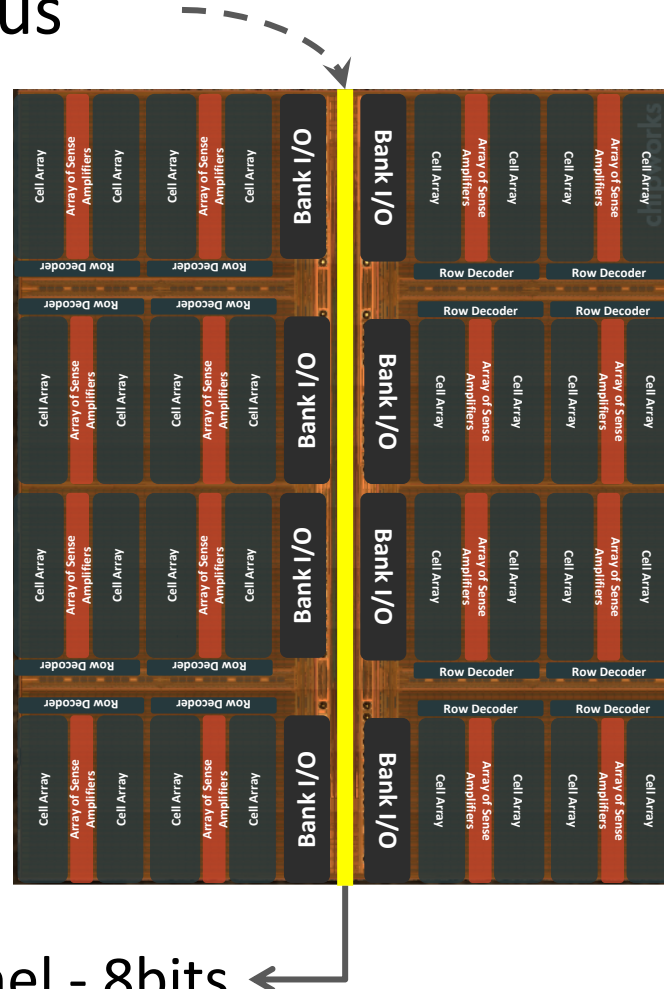 us
Cell Array
Array of Sense
Amplifiers
Cell Array
Cell Array
Array of Sense
Amplifiers
Cell Array
Bank I/O
Bank I/O
Cell Array
Array of Sense
Amplifiers
Cell Array
Cell Array
Array of Sense
Amplifiers
Cell Array
chipworks
Row Decoder
Row Decoder
Row Decoder
Row Decoder
Row Decoder
Row Decoder
Row Decoder
Row Decoder
Cell Array
Array of Sense
Amplifiers
Cell Array
Cell Array
Array of Sense
Amplifiers
Cell Array
Bank I/O
Bank I/O
Cell Array
Array of Sense
Amplifiers
Cell Array
Cell Array
Array of Sense
Amplifiers
Cell Array
Cell Array
Array of Sense
Amplifiers
Cell Array
Cell Array
Array of Sense
Amplifiers
Cell Array
Bank I/O
Bank I/O
Cell Array
Array of Sense
Amplifiers
Cell Array
Cell Array
Array of Sense
Amplifiers
Cell Array
Row Decoder
Row Decoder
Row Decoder
Row Decoder
Row Decoder
Row Decoder
Row Decoder
Row Decoder
Cell Array
Array of Sense
Amplifiers
Cell Array
Cell Array
Array of Sense
Amplifiers
Cell Array
Bank I/O
Bank I/O
Cell Array
Array of Sense
Amplifiers
Cell Array
Cell Array
Array of Sense
Amplifiers
Cell Array
nel - 8bits